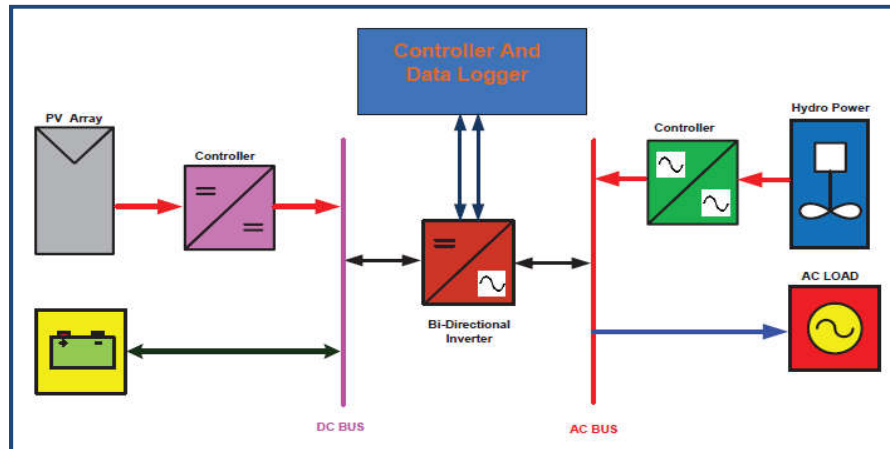 Controller And
Data Logger
PV Array
Controller
Controller
Hydro Power
AC LOAD
Bi-Directional
Inverter
DC BUS
AC BUS